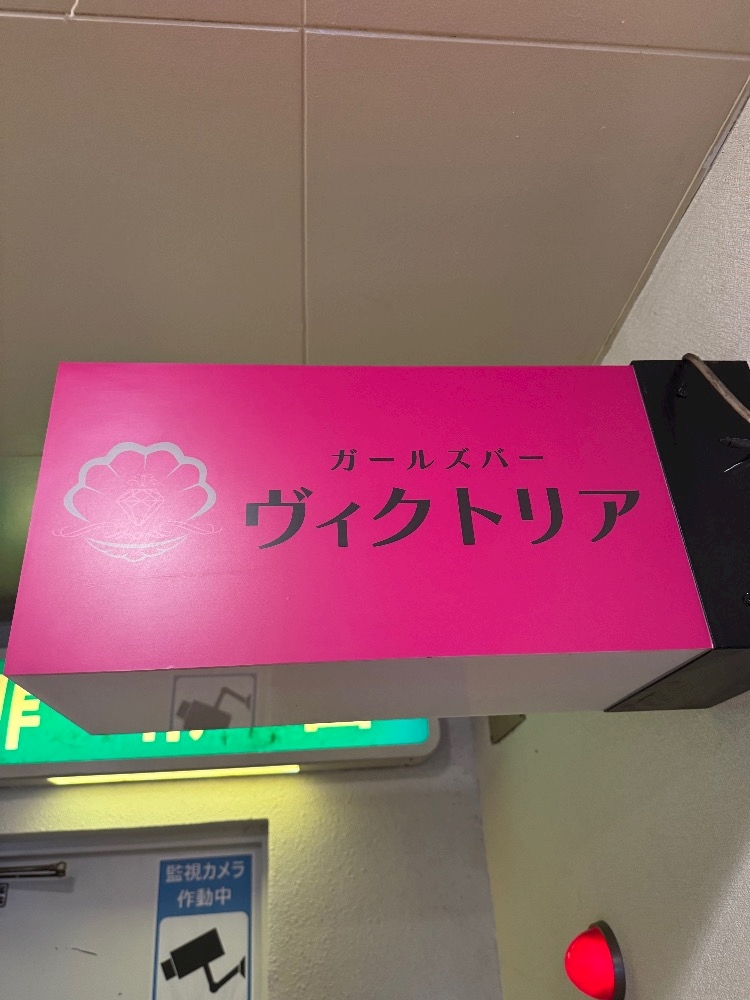 ガールズバー
ヴィクトリア
監視カメラ
作動中